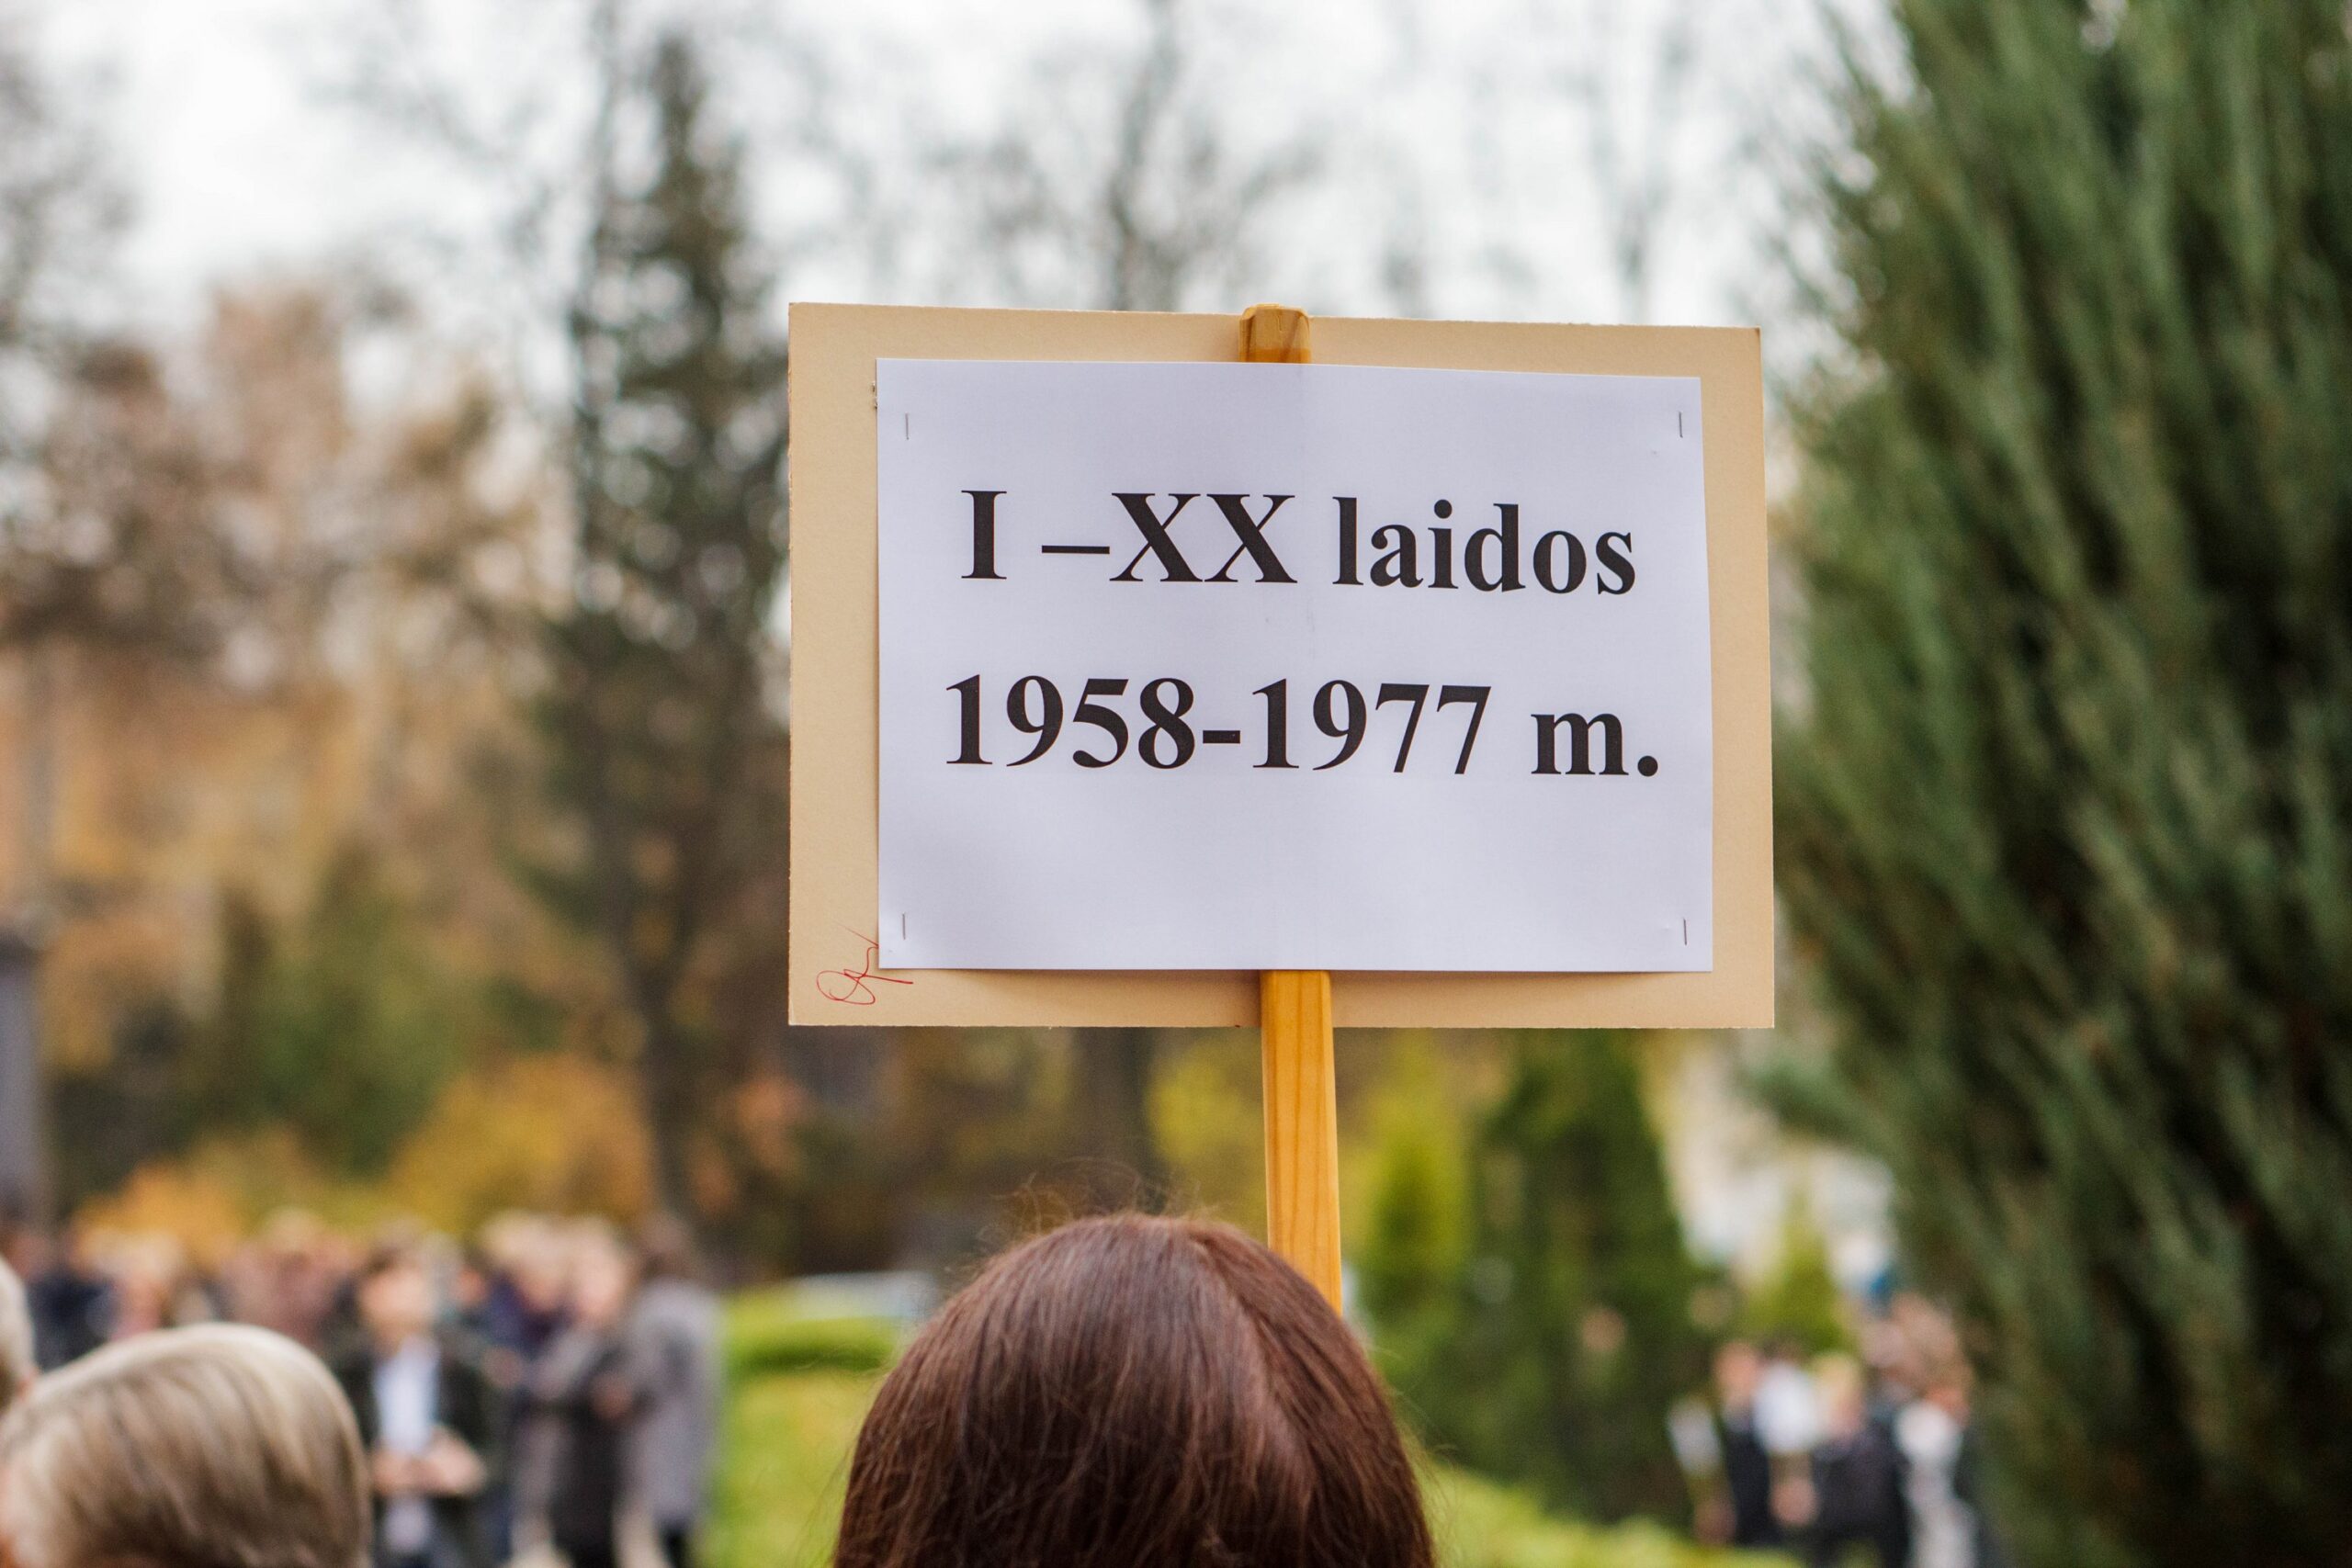 I –XX laidos
1958-1977 m.